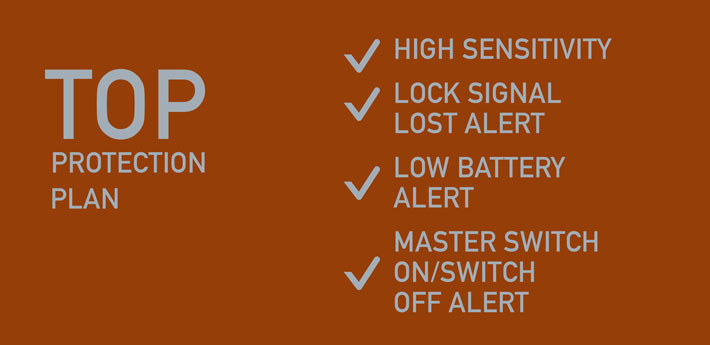 TOP
PROTECTION
PLAN
HIGH SENSITIVITY
LOCK SIGNAL
LOST ALERT
LOW BATTERY
ALERT
MASTER SWITCH
ON/SWITCH
OFF ALERT